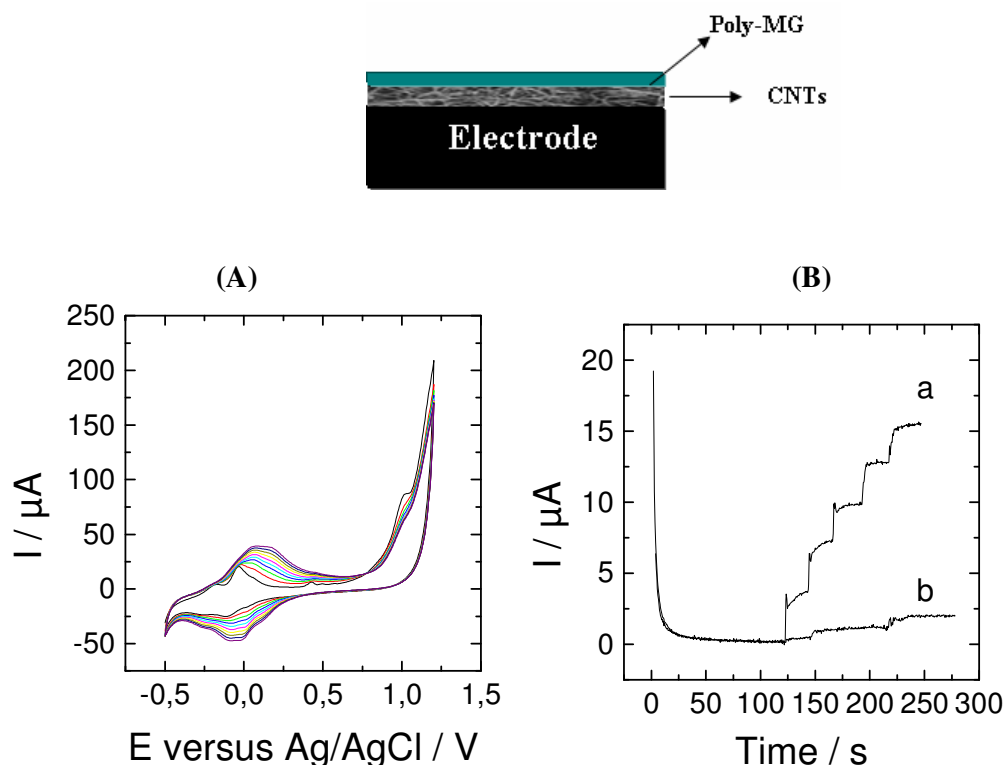 Poly-MG
CNTs
Electrode
(A)
250
200
150
100
50
0
-50
-0,5 0,0 0,5 1,0 1,5
I / µA
E versus Ag/AgCl / V
(B)
20
15
10
5
0
0 50 100 150 200 250 300
I / µA
Time / s
a
b